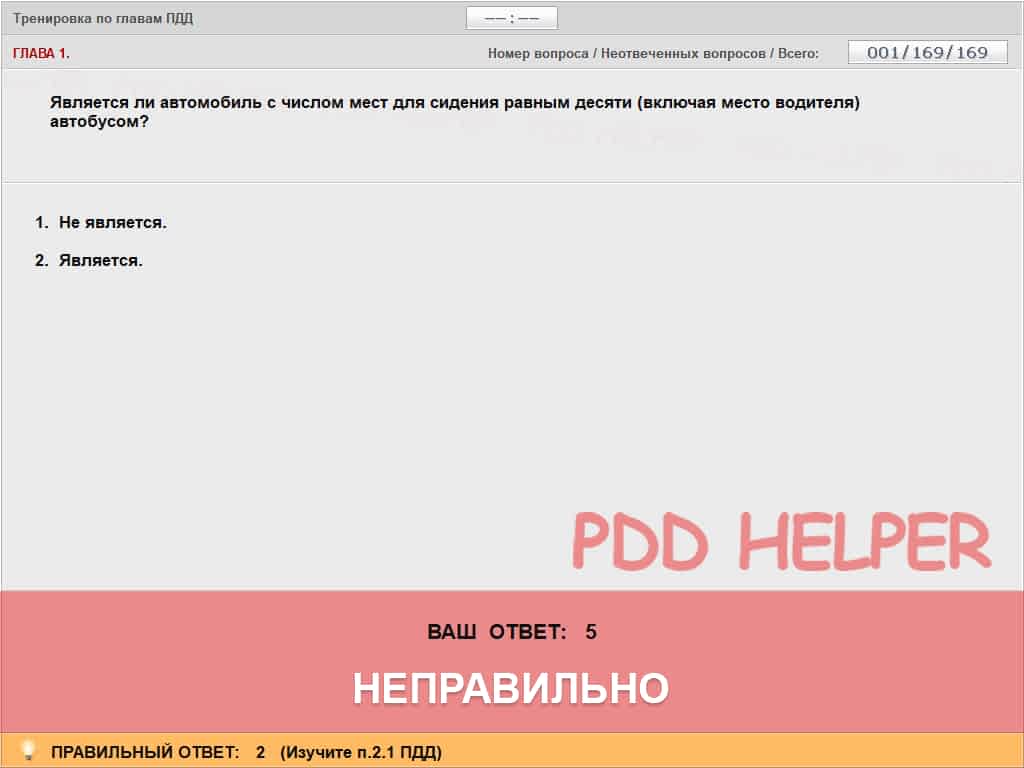 Тренировка по главам ПДД
–– : ––
ГЛАВА 1.
Номер вопроса / Неотвеченных вопросов / Всего: 001/169/169
Является ли автомобиль с числом мест для сидения равным десяти (включая место водителя)
автобусом?
1. Не является.
2. Является.
PDD HELPER
ВАШ ОТВЕТ: 5
НЕПРАВИЛЬНО
ПРАВИЛЬНЫЙ ОТВЕТ: 2 (Изучите п.2.1 ПДД)